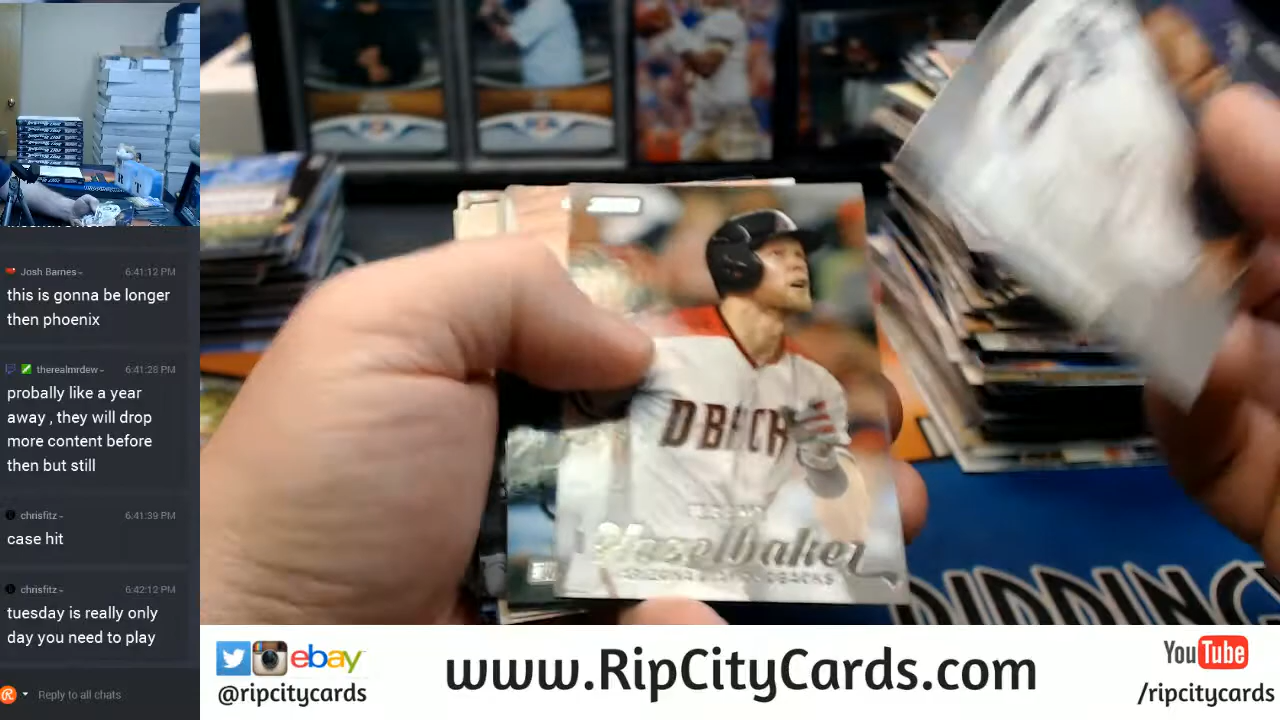 Josh Barnes 6:41:12 PM
this is gonna be longer
then phoenix
therealmrdew 6:41:28 PM
probally like a year
away , they will drop
more content before
then but still
chrisfitz 6:41:39 PM
case hit
chrisfitz 6:42:12 PM
tuesday is really only
day you need to play
Reply to all chats
Hazelbaker
ebay
@ripcitycards
www.RipCityCards.com
YouTube
/ripcitycards